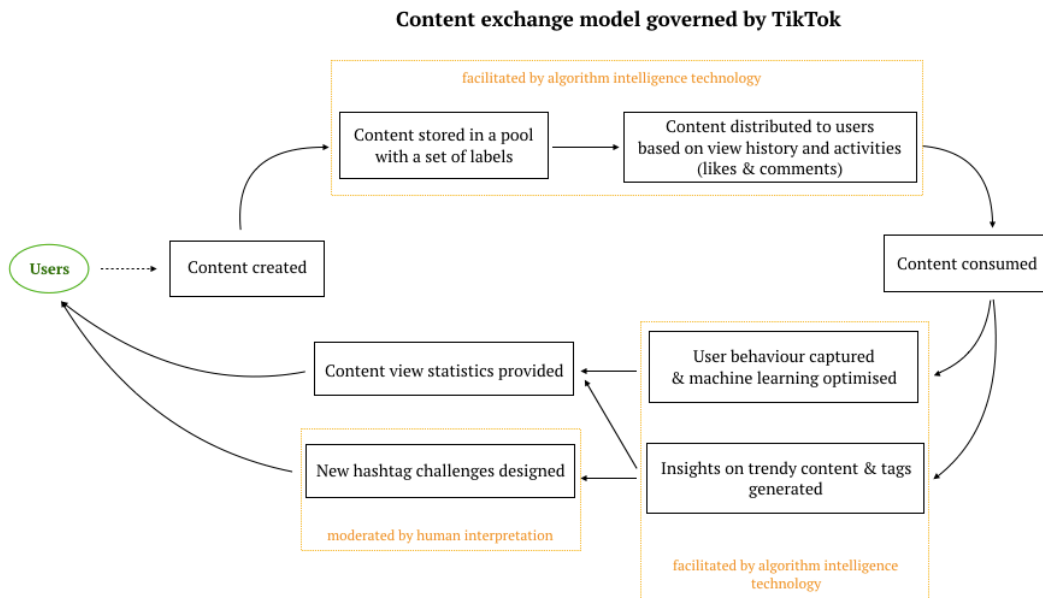 Content exchange model governed by TikTok
facilitated by algorithm intelligence technology
Content stored in a pool
with a set of labels
Content distributed to users
based on view history and activities
(likes & comments)
Users
Content created
Content consumed
Content view statistics provided
User behaviour captured
& machine learning optimised
New hashtag challenges designed
Insights on trendy content & tags
generated
moderated by human interpretation
facilitated by algorithm intelligence
technology